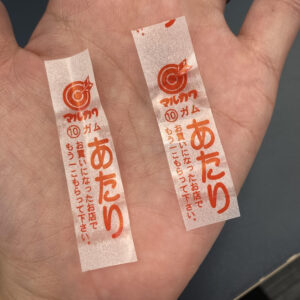 マルカワ
⑩ ガム
あたり
お買いになったお店で
もう一こもらって下さい。
マルカワ
⑩ ガム
あたり
お買いになったお店で
もう一こもらって下さい。